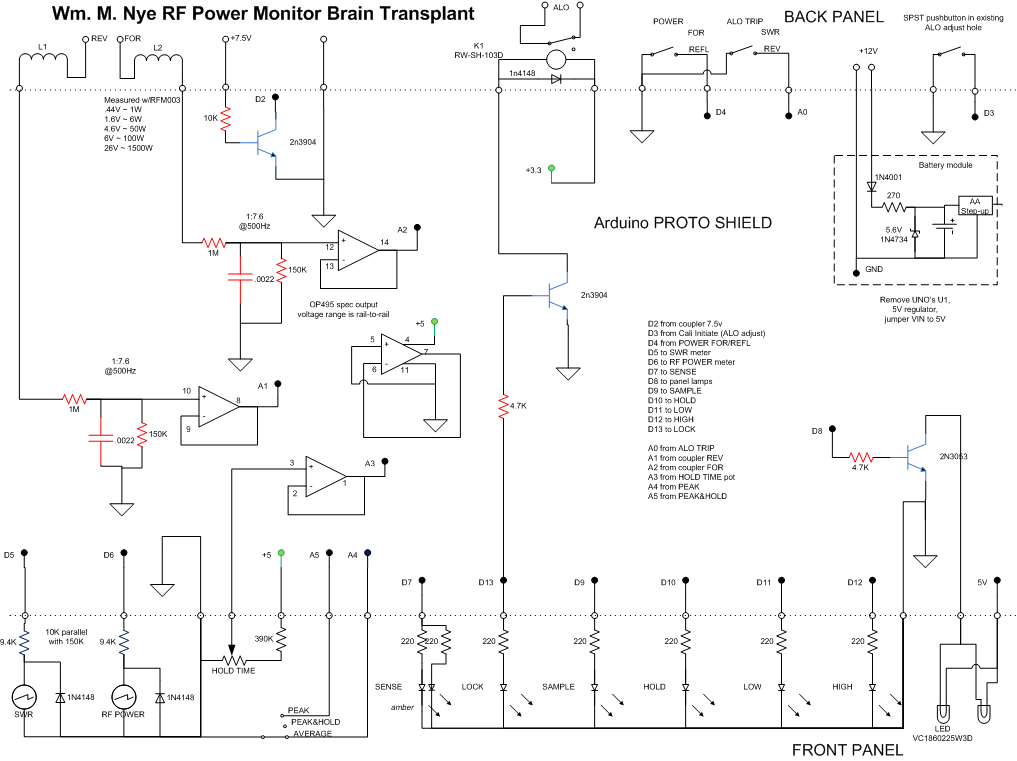 Wm. M. Nye RF Power Monitor Brain Transplant
ALO
BACK PANEL
SPST pushbutton in existing
ALO adjust hole
POWER
FOR
REFL
ALO TRIP
SWR
REV
L1
REV
FOR
L2
+7.5V
K1
RW-SH-103D
1n4148
+12V
Measured w/RFM003
.44V ~ 1W
1.6V ~ 6W
4.6V ~ 50W
6V ~ 100W
26V ~ 1500W
D2
10K
2n3904
D4
A0
D3
+3.3
Battery module
1N4001
270
AA
Step-up
5.6V
1N4734
+
GND
Arduino PROTO SHIELD
1:7.6
@500Hz
A2
1M
12
13
14
+
-
.0022
150K
2n3904
Remove UNO's U1,
5V regulator,
jumper VIN to 5V
OP495 spec output
voltage range is rail-to-rail
+5
5
4
7
6
11
+
-
D2 from coupler 7.5v
D3 from Cali Initiate (ALO adjust)
D4 from POWER FOR/REFL
D5 to SWR meter
D6 to RF POWER meter
D7 to SENSE
D8 to panel lamps
D9 to SAMPLE
D10 to HOLD
D11 to LOW
D12 to HIGH
D13 to LOCK
A0 from ALO TRIP
A1 from coupler REV
A2 from coupler FOR
A3 from HOLD TIME pot
A4 from PEAK
A5 from PEAK&HOLD
1:7.6
@500Hz
A1
1M
10
9
8
+
-
.0022
150K
4.7K
D8
4.7K
2N3053
3
2
1
+
-
A3
D5
D6
+5
A5
A4
D7
D13
D9
D10
D11
D12
5V
9.4K
10K parallel
with 150K
9.4K
390K
220
220
220
220
220
220
220
HOLD TIME
1N4148
1N4148
SWR
RF POWER
SENSE
amber
LOCK
SAMPLE
HOLD
LOW
HIGH
PEAK
PEAK&HOLD
AVERAGE
LED
VC1860225W3D
FRONT PANEL